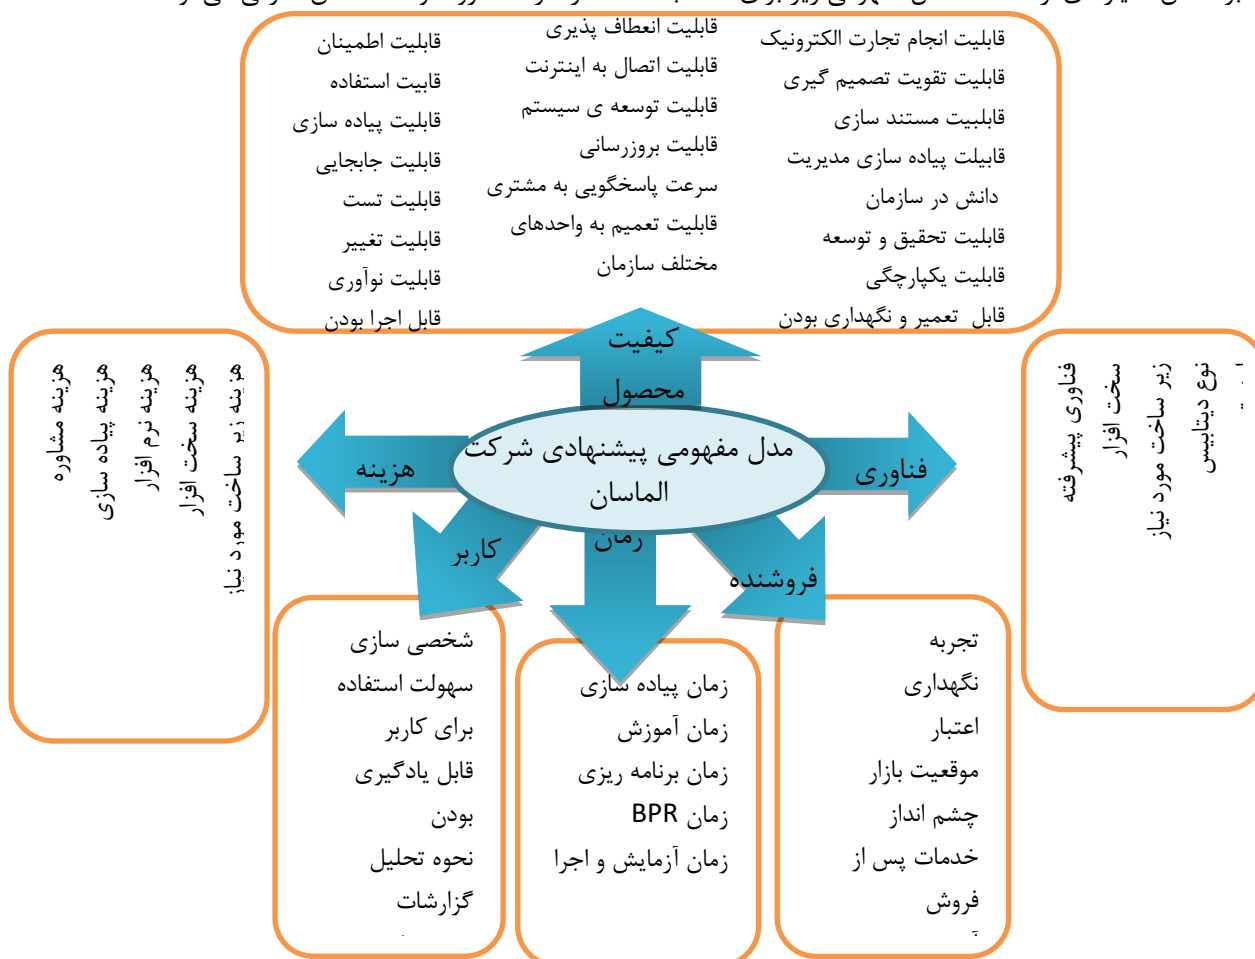 قابلیت انجام تجارت الکترونیک
قابلیت تقویت تصمیم گیری
قابلبیت مستند سازی
قابیلت پیاده سازی مدیریت
دانش در سازمان
قابلیت تحقیق و توسعه
قابلیت یکپارچگی
قابل تعمیر و نگهداری بودن
قابلیت انعطاف پذیری
قابلیت اتصال به اینترنت
قابلیت توسعه ی سیستم
قابلیت بروزرسانی
سرعت پاسخگویی به مشتری
قابلیت تعمیم به واحدهای
مختلف سازمان
قابلیت اطمینان
قابیت استفاده
قابلیت پیاده سازی
قابلیت جابجایی
قابلیت تست
قابلیت تغییر
قابلیت نوآوری
قابل اجرا بودن
کیفیت
محصول
مدل مفهومی پیشنهادی شرکت
الماسان
فناوری
هزینه
کاربر
زمان
فروشنده
فناوری پیشرفته
سخت افزار
زیر ساخت مورد نیاز
نوع دیتابیس
هزینه مشاوره
هزینه پیاده سازی
هزینه نرم افزار
هزینه سخت افزار
هزینه زیر ساخت مورد نیاز
تجربه
نگهداری
اعتبار
موقعیت بازار
چشم انداز
خدمات پس از
فروش
زمان پیاده سازی
زمان آموزش
زمان برنامه ریزی
زمان BPR
زمان آزمایش و اجرا
شخصی سازی
سهولت استفاده
برای کاربر
قابل یادگیری
بودن
نحوه تحلیل
گزارشات